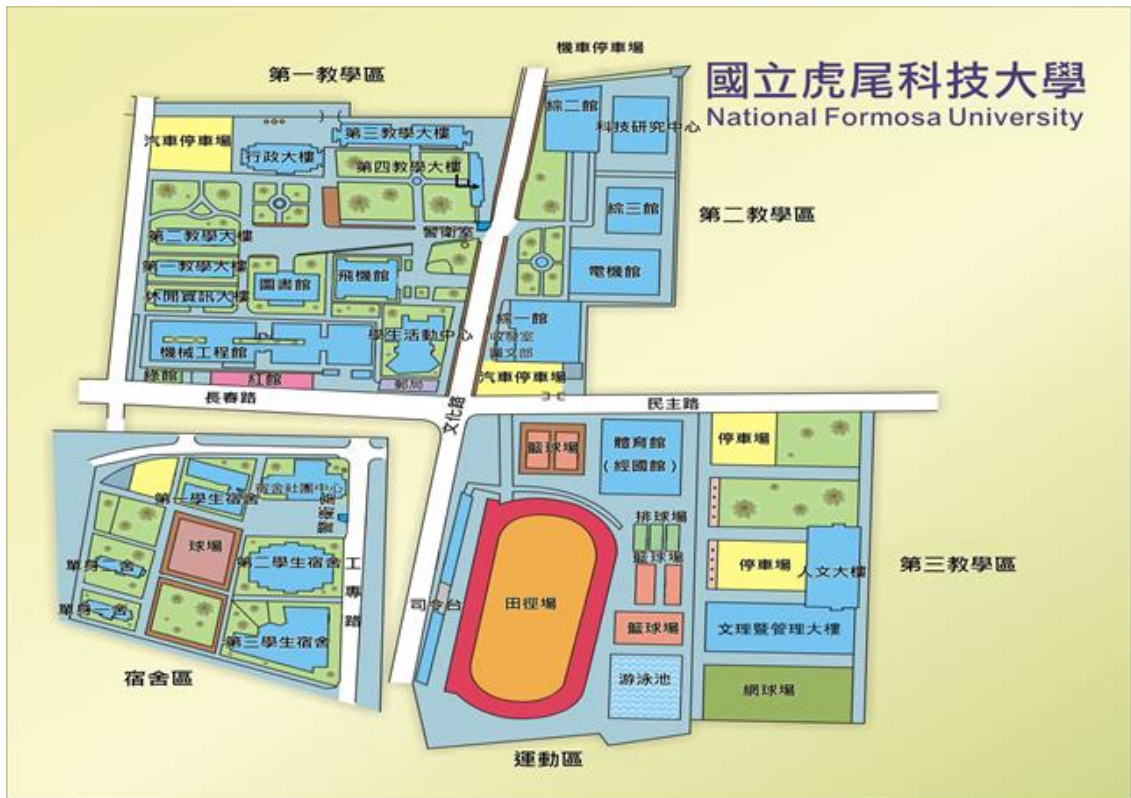 機車停車場
國立虎尾科技大學
National Formosa University
第一教學區
綜二館
科技研究中心
汽車停車場
第三教學大樓
行政大樓
第四教學大樓
第二教學區
綜三館
警衛室
第二教學大樓
第一教學大樓
圖書館
飛機館
電機館
休閒資訊大樓
綜一館
收發室
圖文部
學生活動中心
機械工程館
綠館
紅館
郵局
汽車停車場
長春路
文化路
民主路
籃球場
體育館
(經國館)
停車場
第一學生宿舍
宿舍社團中心
警衛室
排球場
球場
籃球場
單身宿舍
第二學生宿舍
工專路
停車場
人文大樓
第三教學區
單身宿舍
司令台
田徑場
籃球場
文理暨管理大樓
第三學生宿舍
宿舍區
游泳池
網球場
運動區